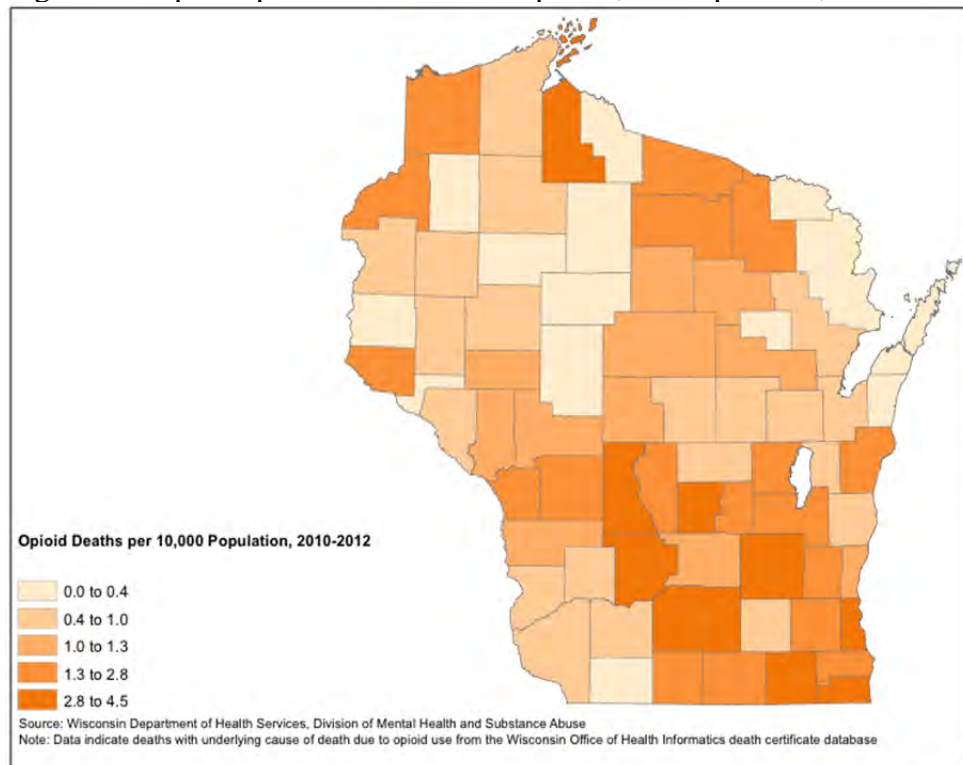 Opioid Deaths per 10,000 Population, 2010-2012
0.0 to 0.4
0.4 to 1.0
1.0 to 1.3
1.3 to 2.8
2.8 to 4.5
Source: Wisconsin Department of Health Services, Division of Mental Health and Substance Abuse
Note: Data indicate deaths with underlying cause of death due to opioid use from the Wisconsin Office of Health Informatics death certificate database